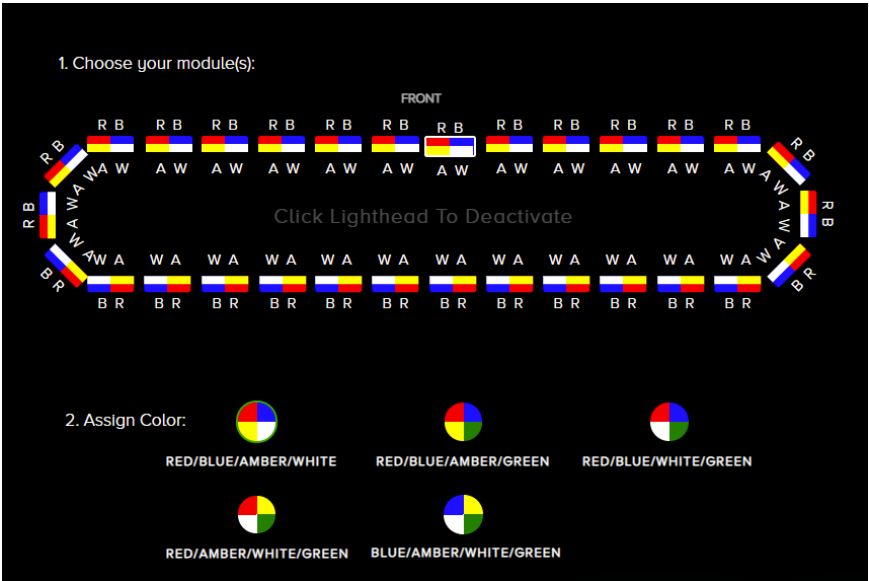 1. Choose your module(s):
FRONT
R B R B R B R B R B R B R B R B R B R B R B R B
A W A W A W A W A W A W A W A W A W A W A W A W
R B
A W
R B
A W
B R
W A
R B
A W
R B
A W
B R
W A
Click Lighthead To Deactivate
W A W A W A W A W A W A W A W A W A W A W A W A
B R B R B R B R B R B R B R B R B R B R B R B R
2. Assign Color:
RED/BLUE/AMBER/WHITE
RED/BLUE/AMBER/GREEN
RED/BLUE/WHITE/GREEN
RED/AMBER/WHITE/GREEN
BLUE/AMBER/WHITE/GREEN